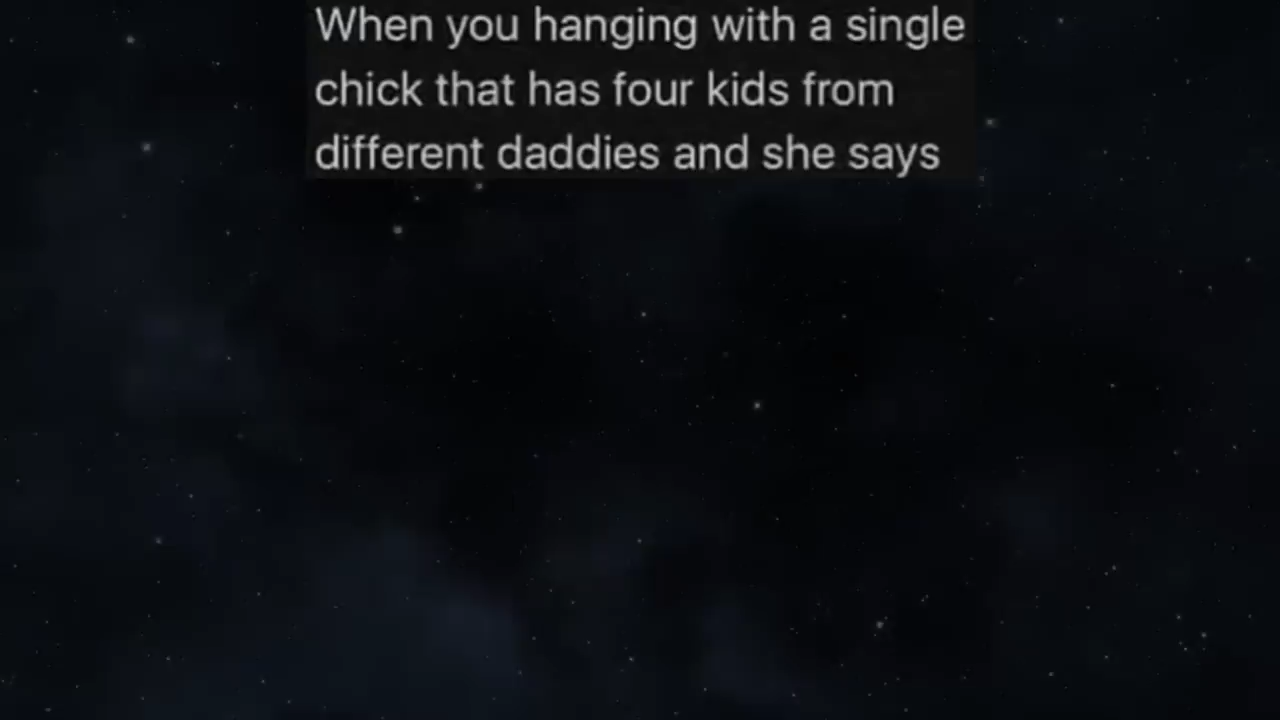 When you hanging with a single
chick that has four kids from
different daddies and she says